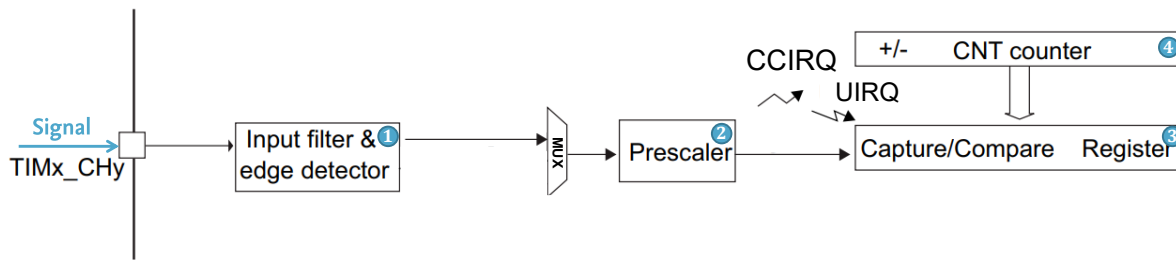 Signal
TIMx_CHy
Input filter & 1
edge detector
MUX
Prescaler 2
CCIRQ
UIRQ
+/- CNT counter 4
Capture/Compare Register 3